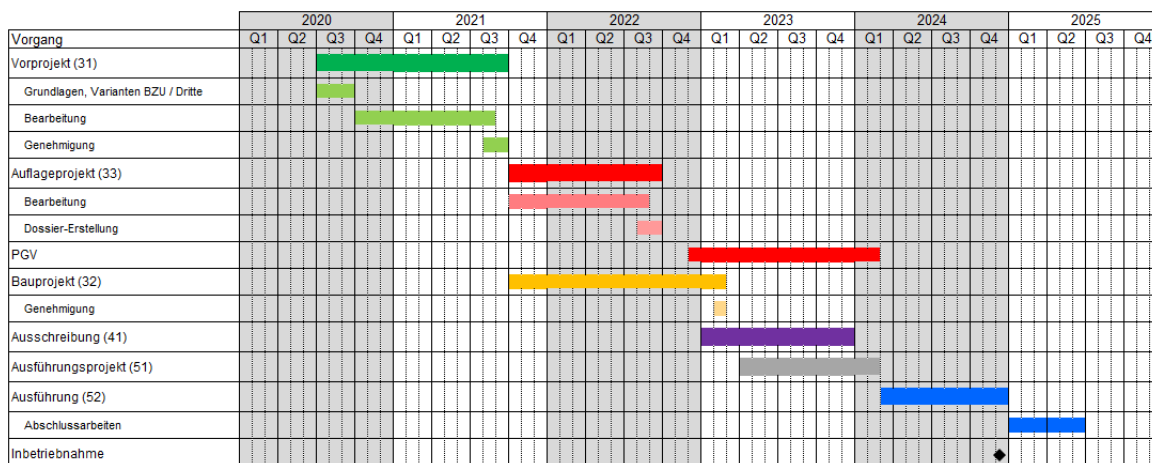 2020 2021 2022 2023 2024 2025
Vorgang Q1 Q2 Q3 Q4 Q1 Q2 Q3 Q4 Q1 Q2 Q3 Q4 Q1 Q2 Q3 Q4 Q1 Q2 Q3 Q4 Q1 Q2 Q3 Q4
Vorprojekt (31)
Grundlagen, Varianten BZU / Dritte
Bearbeitung
Genehmigung
Auflageprojekt (33)
Bearbeitung
Dossier-Erstellung
PGV
Bauprojekt (32)
Genehmigung
Ausschreibung (41)
Ausführungsprojekt (51)
Ausführung (52)
Abschlussarbeiten
Inbetriebnahme